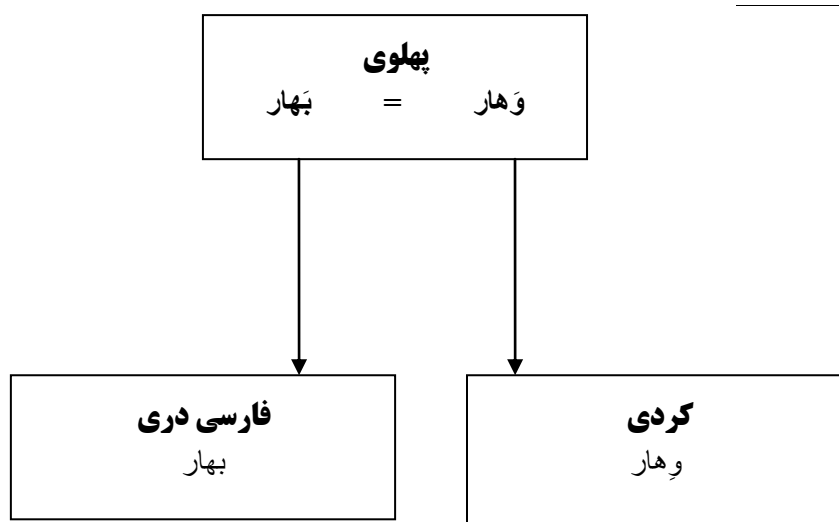 پهلوی
وَهار = بَهار
کردی
وِهار
فارسی دری
بهار